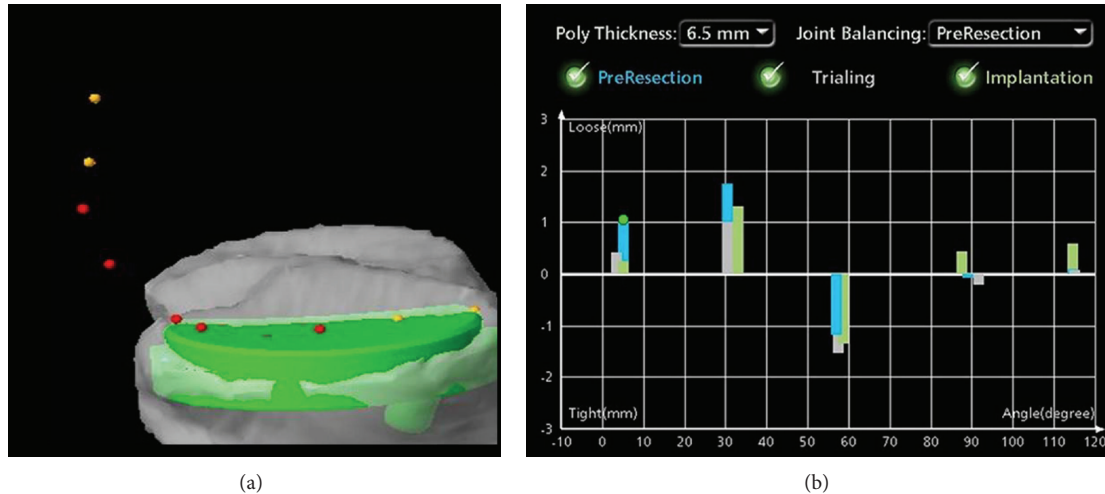 Poly Thickness: 6.5 mm Joint Balancing: PreResection
PreResection Trialing Implantation
3
Loose(mm)
2
1
0
-1
-2
Tight(mm) Angle(degree)
-3
-10 0 10 20 30 40 50 60 70 80 90 100 110 120
(a) (b)